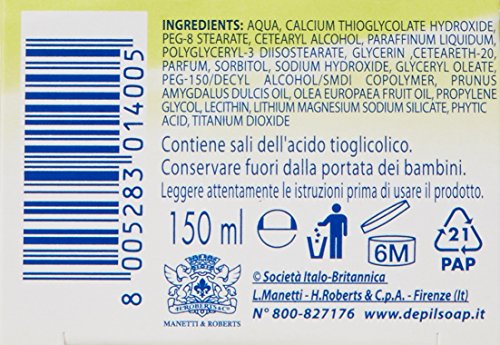 INGREDIENTS: AQUA, CALCIUM THIOGLYCOLATE HYDROXIDE,
PEG-8 STEARATE, CETEARYL ALCOHOL, PARAFFINUM LIQUIDUM,
POLYGLYCERYL-3 DIISOSTEARATE, GLYCERIN ,CETEARETH-20,
PARFUM, SORBITOL, SODIUM HYDROXIDE, GLYCERYL OLEATE,
PEG-150/DECYL ALCOHOL/SMDI COPOLYMER, PRUNUS
AMYGDALUS DULCIS OIL, OLEA EUROPAEA FRUIT OIL, PROPYLENE
GLYCOL, LECITHIN, LITHIUM MAGNESIUM SODIUM SILICATE, PHYTIC
ACID, TITANIUM DIOXIDE
Contiene sali dell'acido tioglicolico.
Conservare fuori dalla portata dei bambini.
Leggere attentamente le istruzioni prima di usare il prodotto.
8 005283 014005
150 ml
6M
21
PAP
H. ROBERTS & C.
MANETTI & ROBERTS
© Società Italo-Britannica
L.Manetti - H.Roberts & C.p.A. - Firenze (It)
N° 800-827176 www.depilsoap.it